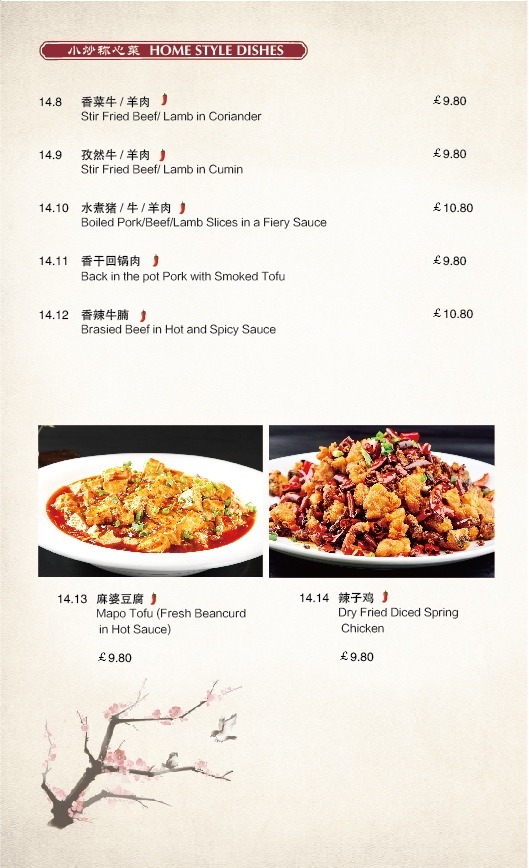 小炒称心菜 HOME STYLE DISHES
14.8 香菜牛 / 羊肉 £9.80
Stir Fried Beef/ Lamb in Coriander
14.9 孜然牛 / 羊肉 £9.80
Stir Fried Beef/ Lamb in Cumin
14.10 水煮猪 / 牛 / 羊肉 £10.80
Boiled Pork/Beef/Lamb Slices in a Fiery Sauce
14.11 香干回锅肉 £9.80
Back in the pot Pork with Smoked Tofu
14.12 香辣牛腩 £10.80
Brasied Beef in Hot and Spicy Sauce
14.13 麻婆豆腐
Mapo Tofu (Fresh Beancurd
in Hot Sauce)
£9.80
14.14 辣子鸡
Dry Fried Diced Spring
Chicken
£9.80